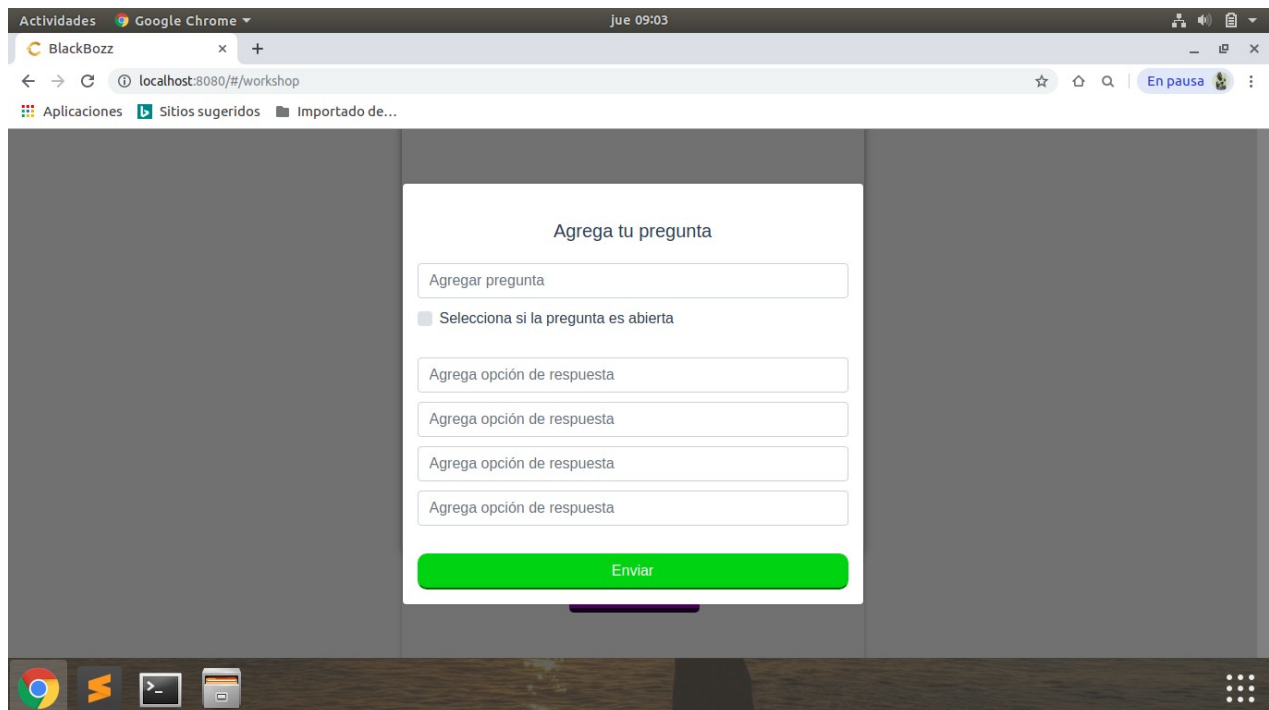 Actividades Google Chrome jue 09:03
BlackBozz
localhost:8080/#/workshop En pausa
Aplicaciones Sitios sugeridos Importado de...
Agrega tu pregunta
Agregar pregunta
Selecciona si la pregunta es abierta
Agrega opción de respuesta
Agrega opción de respuesta
Agrega opción de respuesta
Agrega opción de respuesta
Enviar